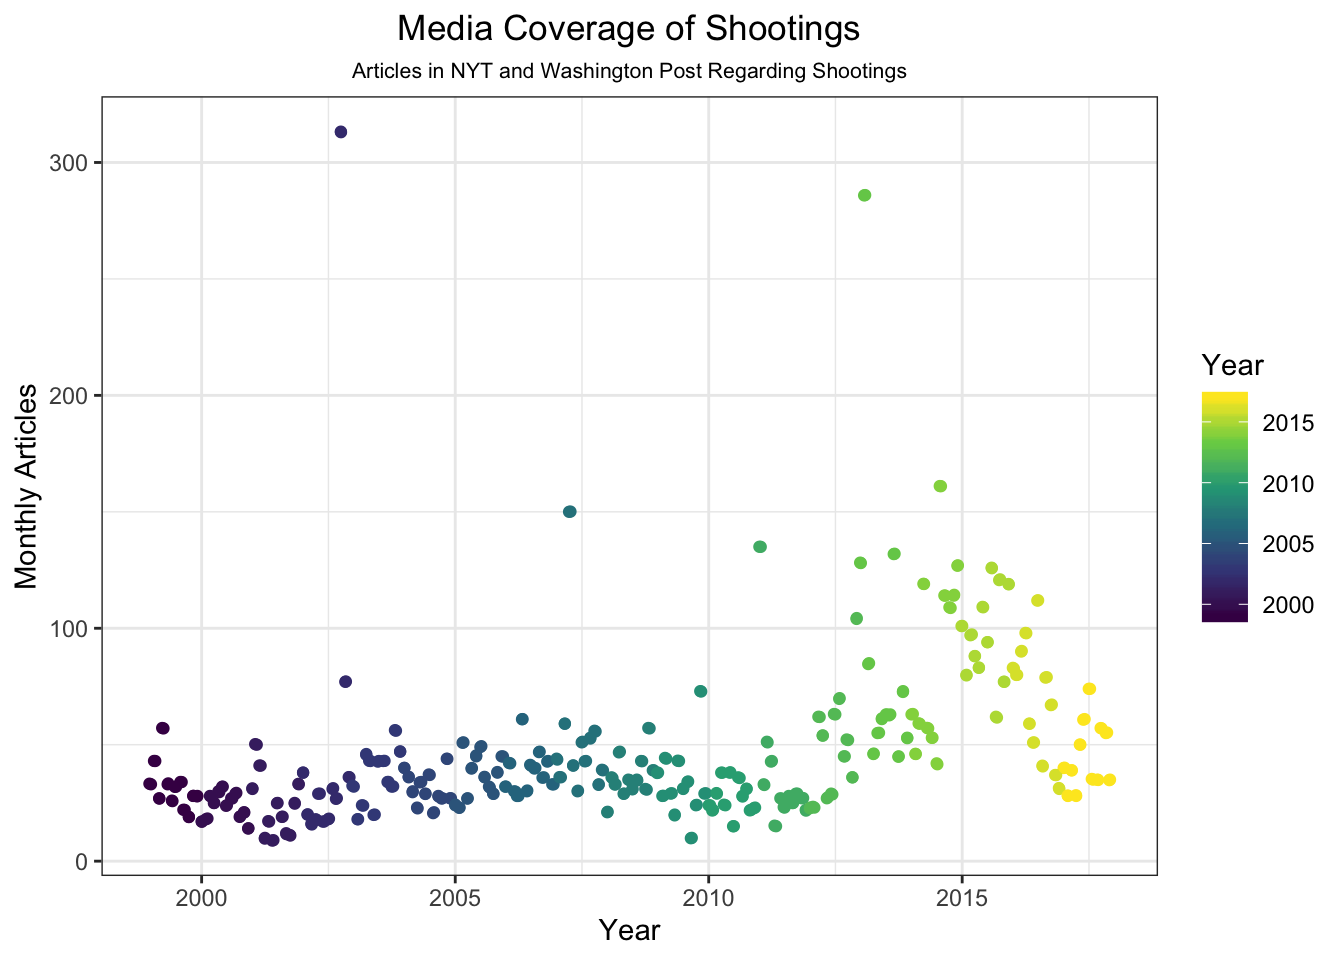 Media Coverage of Shootings
Articles in NYT and Washington Post Regarding Shootings
Monthly Articles
300
200
100
0
2000
2005
2010
2015
Year
Year
2015
2010
2005
2000